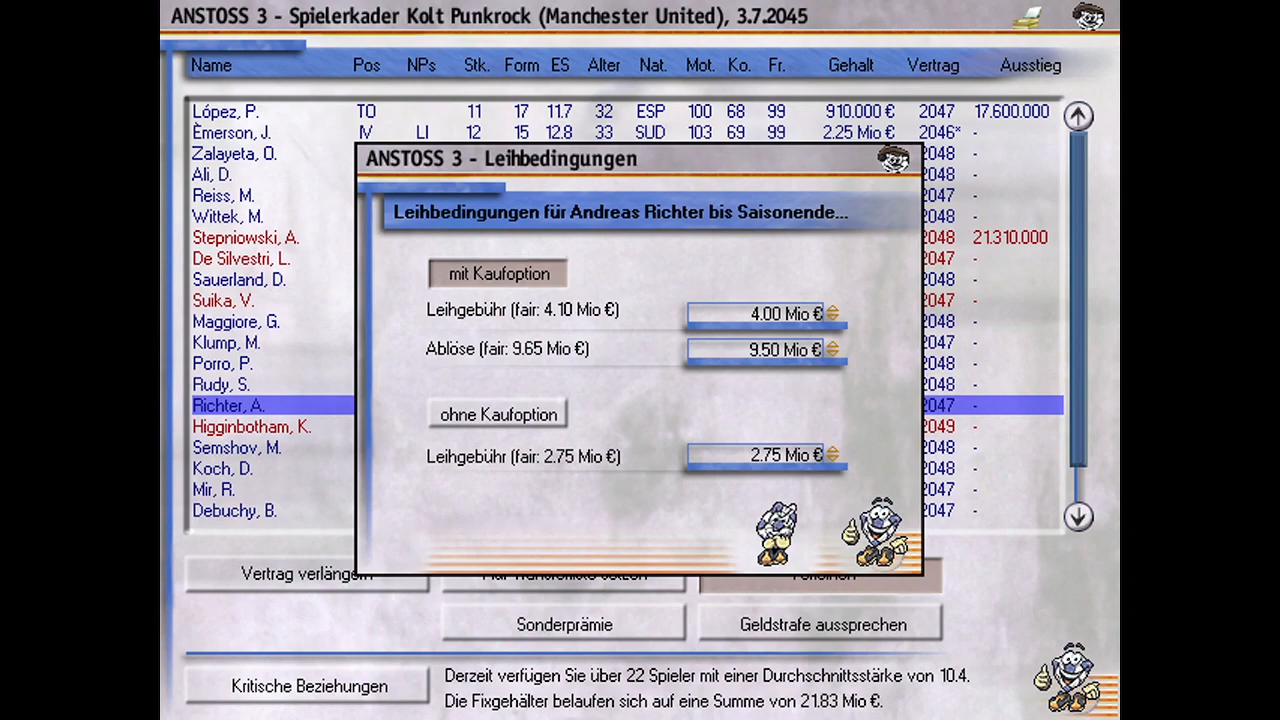 ANSTOSS 3 - Spielerkader Kolt Punkrock (Manchester United), 3.7.2045
Name Pos NPs Stk. Form ES Alter Nat. Mot. Ko. Fr. Gehalt Vertrag Ausstieg
López, P. TO 11 17 11.7 32 ESP 100 68 99 910.000 € 2047 17.600.000
Èmerson, J. IV LI 12 15 12.8 33 SUD 103 69 99 2.25 Mio € 2046* -
Zalayeta, O. 2048 -
Ali, D. 2048 -
Reiss, M. 2047 -
Wittek, M. 2048 -
Stepniowski, A. 2048 21.310.000
De Silvestri, L. 2047 -
Sauerland, D. 2048 -
Suika, V. 2047 -
Maggiore, G. 2048 -
Klump, M. 2047 -
Porro, P. 2048 -
Rudy, S. 2048 -
Richter, A. 2047 -
Higginbotham, K. 2049 -
Semshov, M. 2048 -
Koch, D. 2048 -
Mir, R. 2047 -
Debuchy, B. 2047 -
ANSTOSS 3 - Leihbedingungen
Leihbedingungen für Andreas Richter bis Saisonende...
mit Kaufoption
Leihgebühr (fair: 4.10 Mio €) 4.00 Mio €
Ablöse (fair: 9.65 Mio €) 9.50 Mio €
ohne Kaufoption
Leihgebühr (fair: 2.75 Mio €) 2.75 Mio €
Vertrag verlängern
Sonderprämie Geldstrafe aussprechen
Kritische Beziehungen
Derzeit verfügen Sie über 22 Spieler mit einer Durchschnittsstärke von 10.4.
Die Fixgehälter belaufen sich auf eine Summe von 21.83 Mio €.